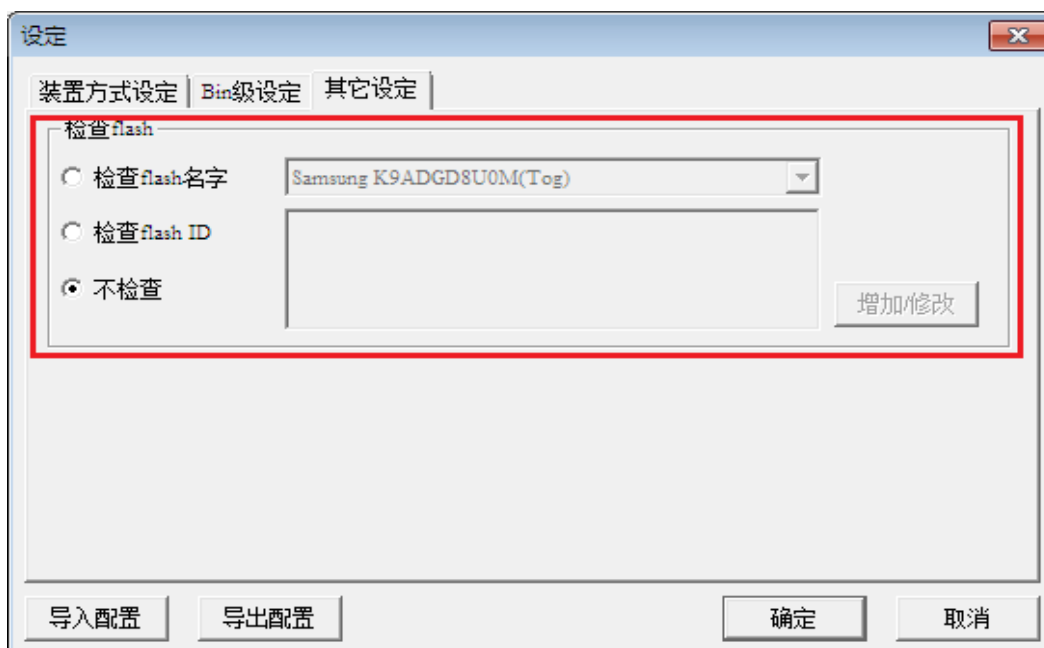 设定
装置方式设定 Bin级设定 其它设定
检查flash
检查flash名字 Samsung K9ADGD8U0M(Tog)
检查flash ID
不检查
增加/修改
导入配置 导出配置 确定 取消